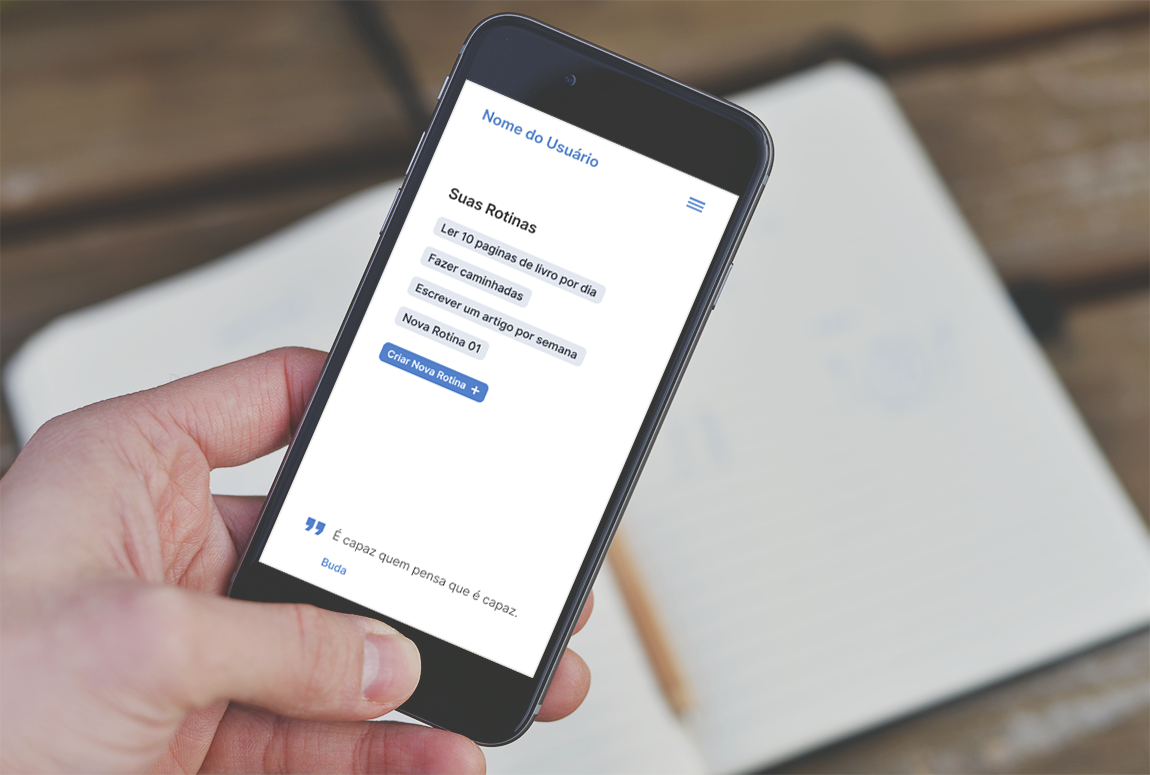 Nome do Usuário
Suas Rotinas
Ler 10 paginas de livro por dia
Fazer caminhadas
Escrever um artigo por semana
Nova Rotina 01
Criar Nova Rotina +
” É capaz quem pensa que é capaz.
Buda